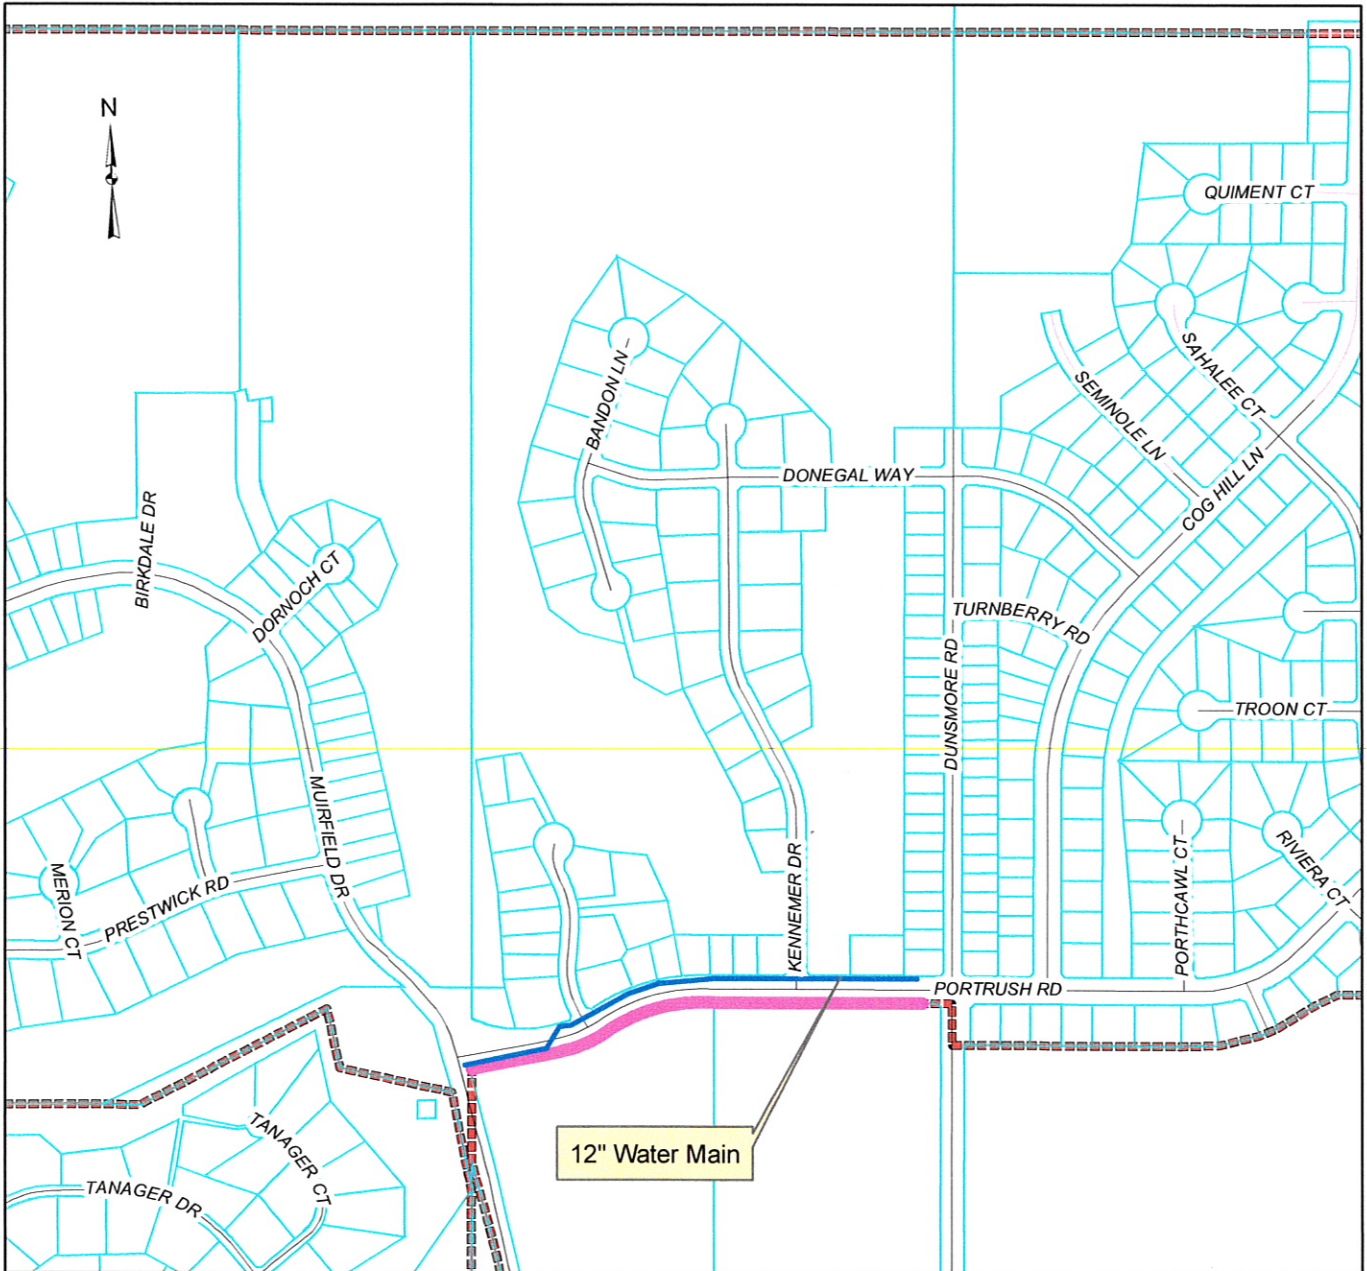 N
QUIMENT CT
SAHALEE CT
SEMINOLE LN
BANDON LN
DONEGAL WAY
COG HILL LN
BIRKDALE DR
DORNOCH CT
TURNBERRY RD
DUNSMORE RD
TROON CT
MUIRFIELD DR
MERION CT
PRESTWICK RD
KENNEMER DR
PORTHCAWL CT
RIVIERA CT
PORTRUSH RD
12" Water Main
TANAGER CT
TANAGER DR